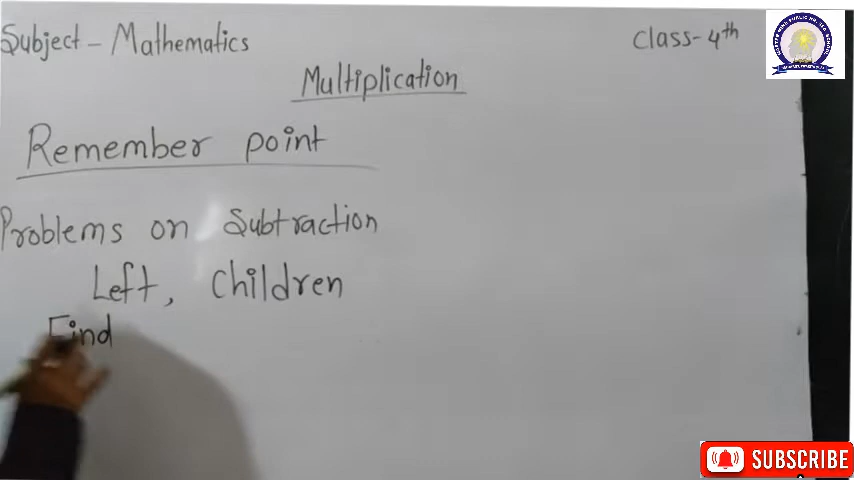 Subject - Mathematics
Class - 4th
Multiplication
Remember point
Problems on Subtraction
Left, Children
Find
SUBSCRIBE